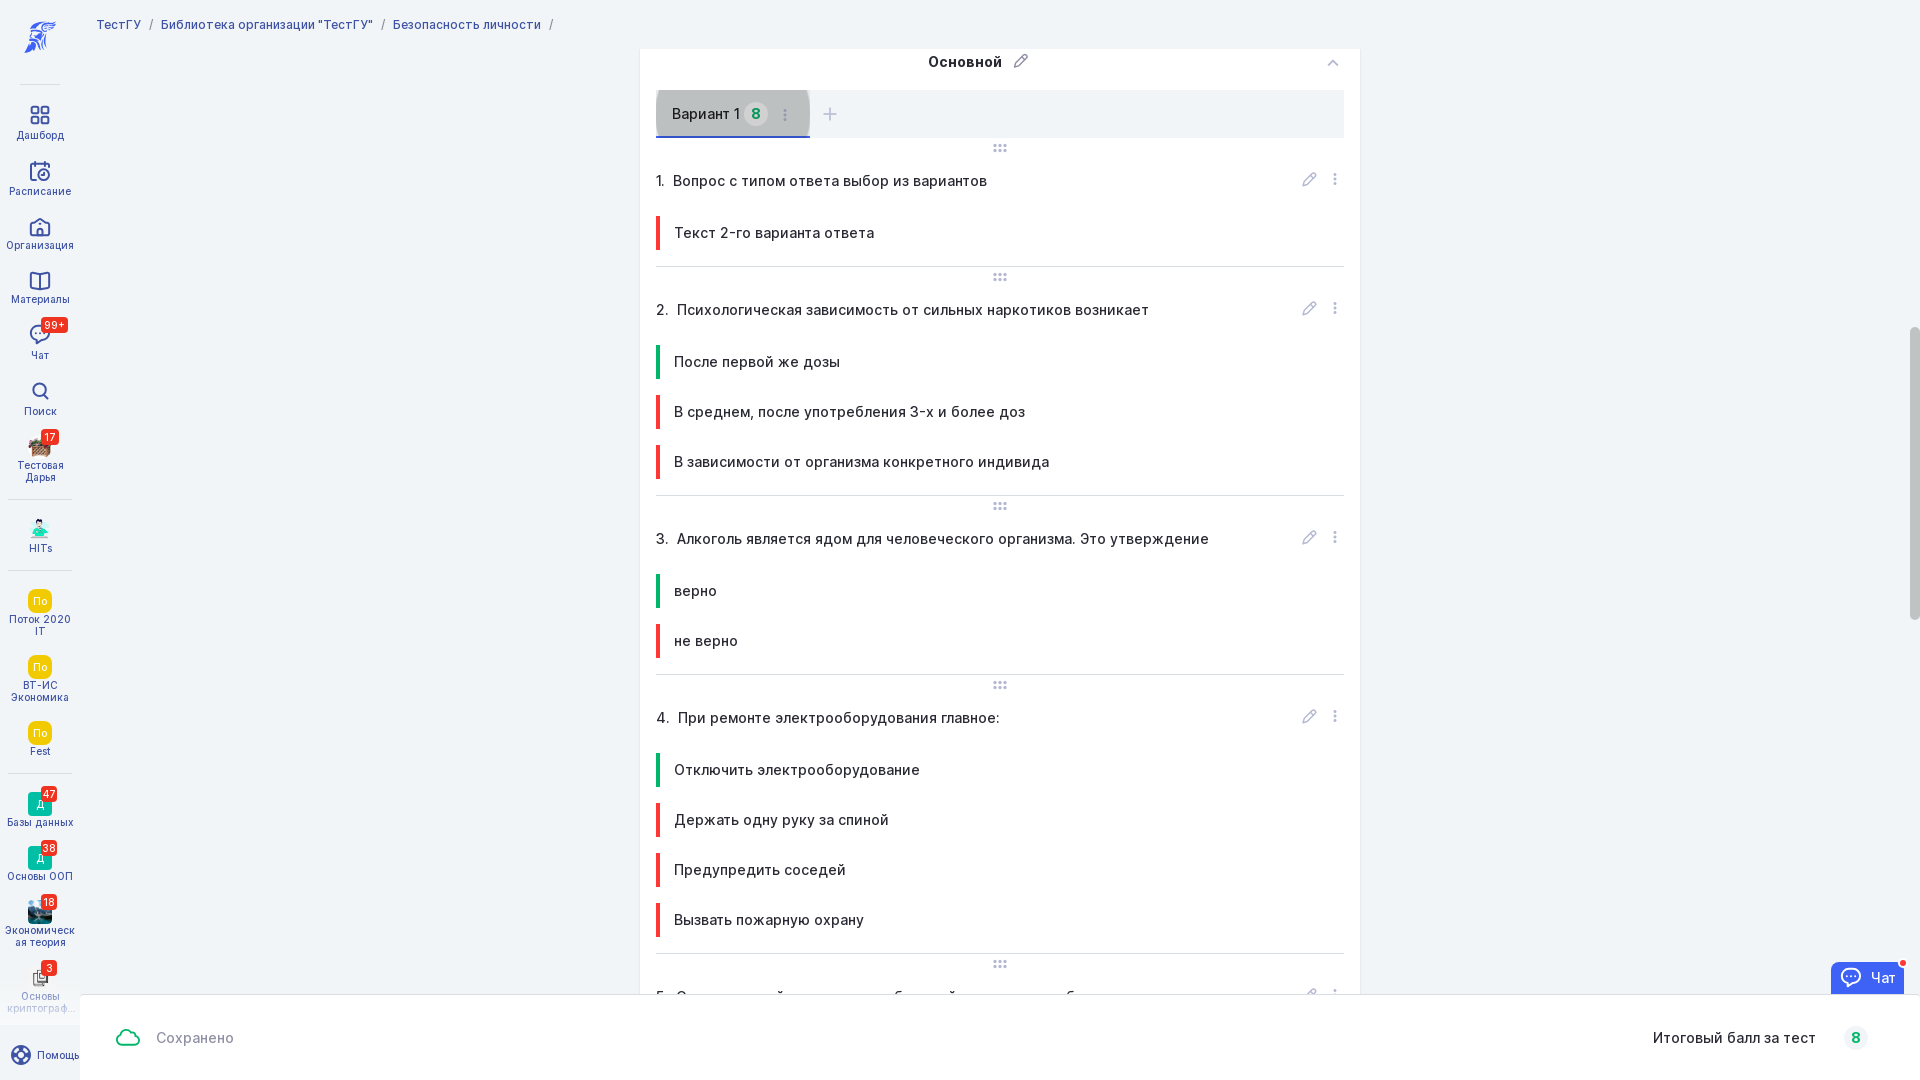 ТестГУ / Библиотека организации "ТестГУ" / Безопасность личности /
Дашборд
Расписание
Организация
Материалы
99+
Чат
Поиск
17
Тестовая
Дарья
HITs
По
Поток 2020
IT
По
ВТ-ИС
Экономика
По
Fest
47
Д
Базы данных
38
Д
Основы ООП
18
Экономическ
ая теория
3
Основы
криптограф...
Помощь
Основной
Вариант 1 8
1. Вопрос с типом ответа выбор из вариантов
Текст 2-го варианта ответа
2. Психологическая зависимость от сильных наркотиков возникает
После первой же дозы
В среднем, после употребления 3-х и более доз
В зависимости от организма конкретного индивида
3. Алкоголь является ядом для человеческого организма. Это утверждение
верно
не верно
4. При ремонте электрооборудования главное:
Отключить электрооборудование
Держать одну руку за спиной
Предупредить соседей
Вызвать пожарную охрану
Чат
Сохранено
Итоговый балл за тест 8